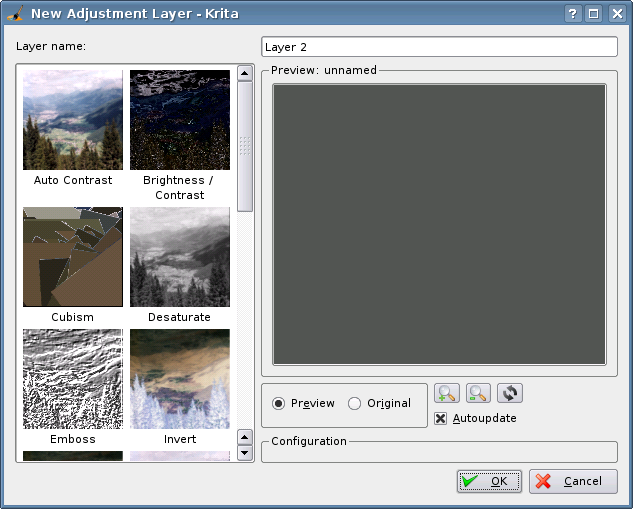 New Adjustment Layer - Krita
Layer name:
Layer 2
Auto Contrast
Brightness /
Contrast
Cubism
Desaturate
Emboss
Invert
Preview: unnamed
Preview
Original
Autoupdate
Configuration
OK
Cancel